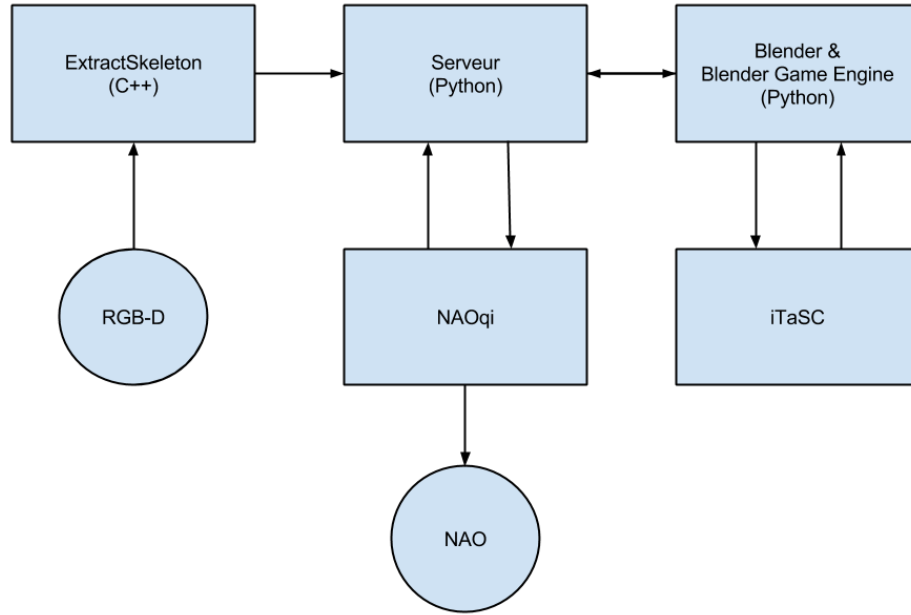 ExtractSkeleton
(C++)
Serveur
(Python)
Blender &
Blender Game Engine
(Python)
RGB-D
NAOqi
iTaSC
NAO